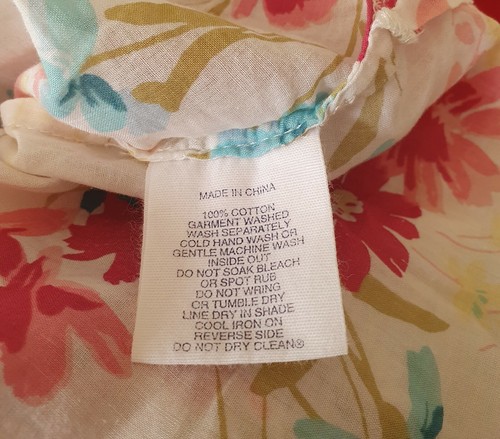 MADE IN CHINA
100% COTTON
GARMENT WASHED
WASH SEPARATELY
COLD HAND WASH OR
GENTLE MACHINE WASH
INSIDE OUT
DO NOT SOAK BLEACH
OR SPOT RUB
DO NOT WRING
OR TUMBLE DRY
LINE DRY IN SHADE
COOL IRON ON
REVERSE SIDE
DO NOT DRY CLEAN®